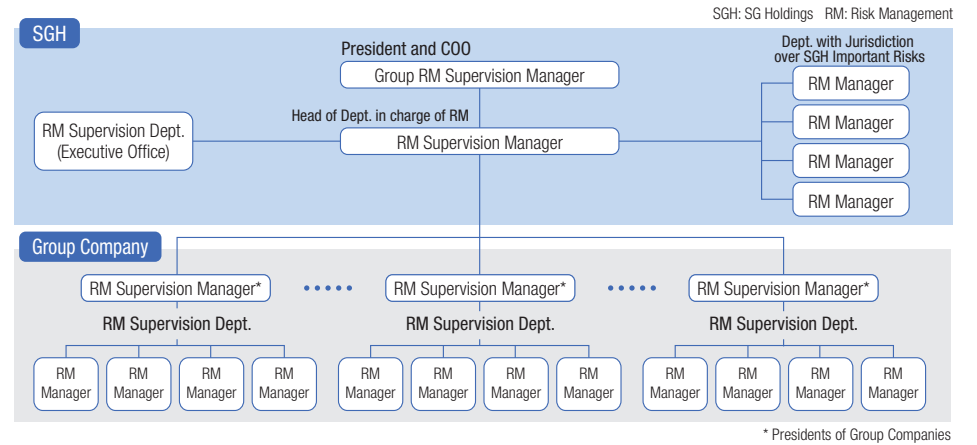 SGH: SG Holdings RM: Risk Management
SGH
President and COO
Group RM Supervision Manager
Head of Dept. in charge of RM
RM Supervision Manager
RM Supervision Dept.
(Executive Office)
Dept. with Jurisdiction
over SGH Important Risks
RM Manager
RM Manager
RM Manager
RM Manager
Group Company
RM Supervision Manager*
RM Supervision Manager*
RM Supervision Manager*
RM Supervision Dept.
RM Supervision Dept.
RM Supervision Dept.
RM
Manager
RM
Manager
RM
Manager
RM
Manager
RM
Manager
RM
Manager
RM
Manager
RM
Manager
RM
Manager
RM
Manager
RM
Manager
RM
Manager
* Presidents of Group Companies